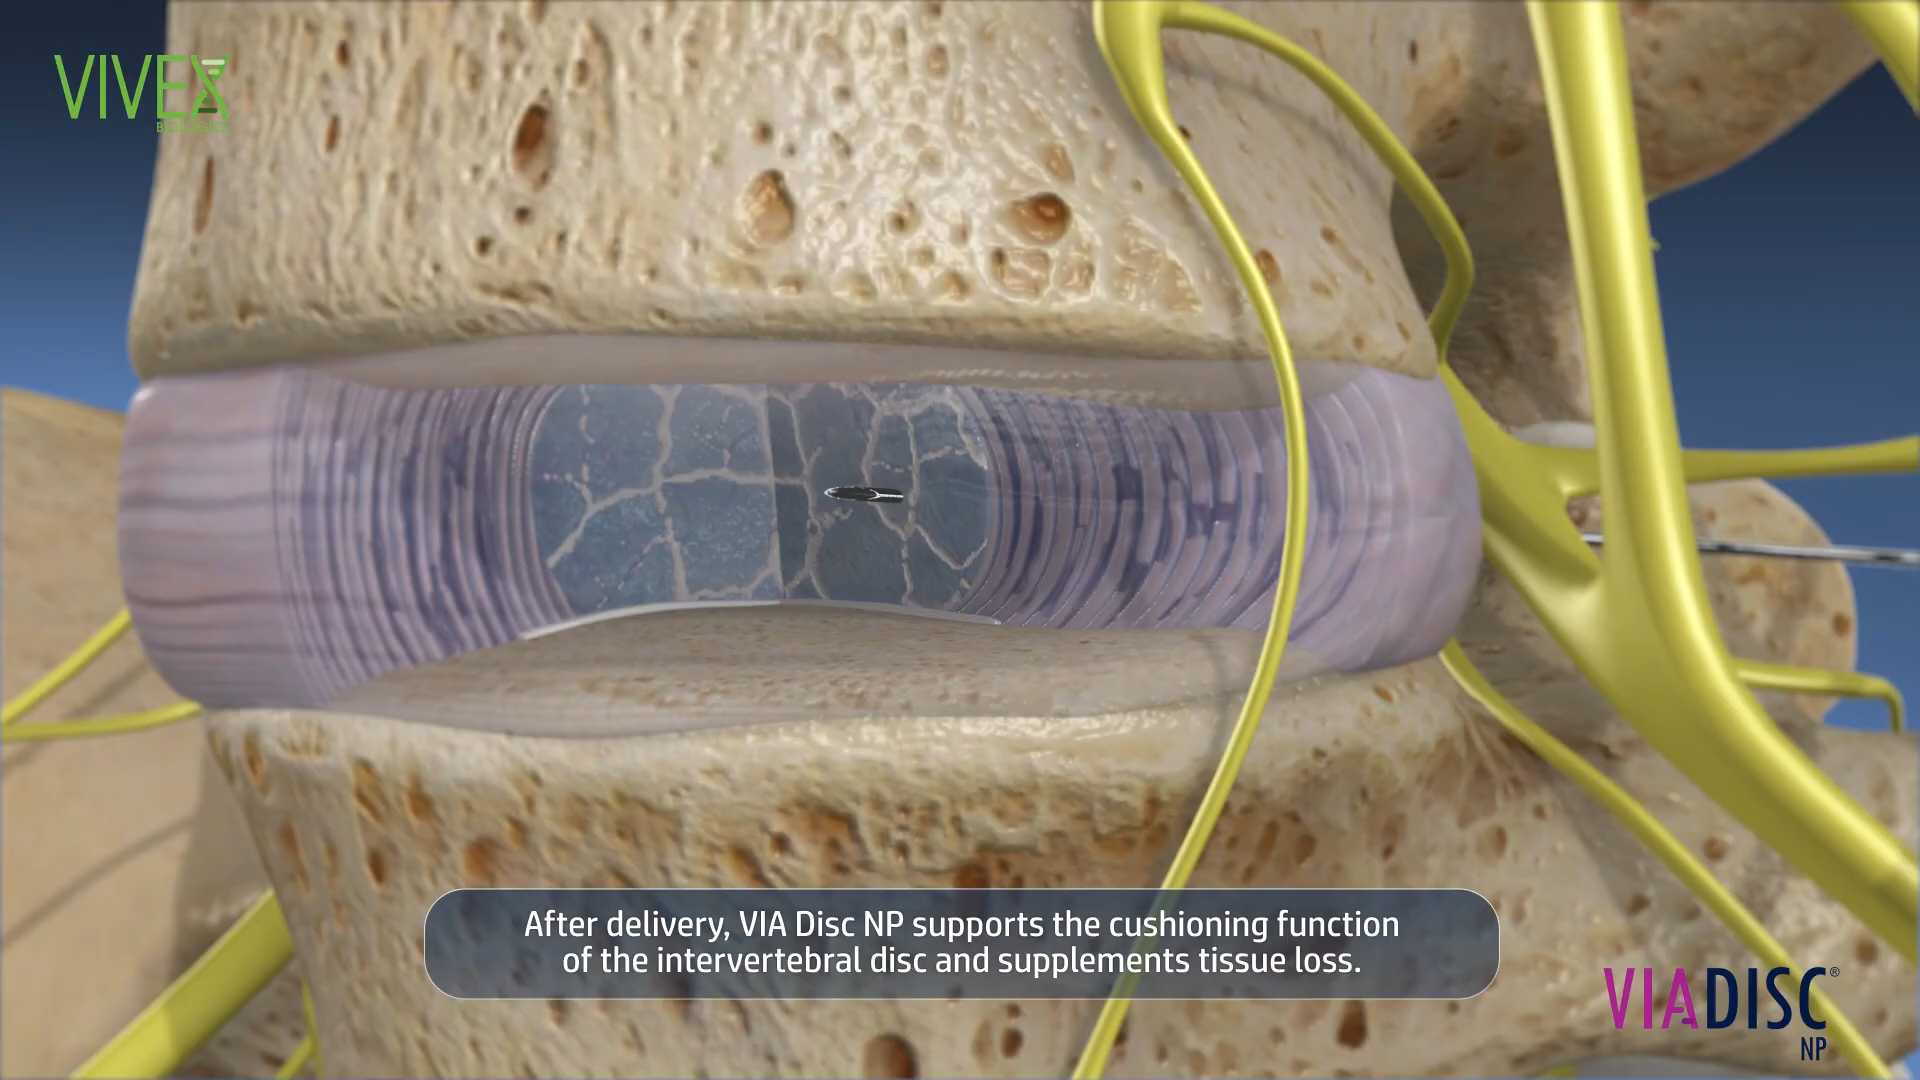 VIVEX
BIOLOGICS
After delivery, VIA Disc NP supports the cushioning function
of the intervertebral disc and supplements tissue loss.
VIADISC®
NP